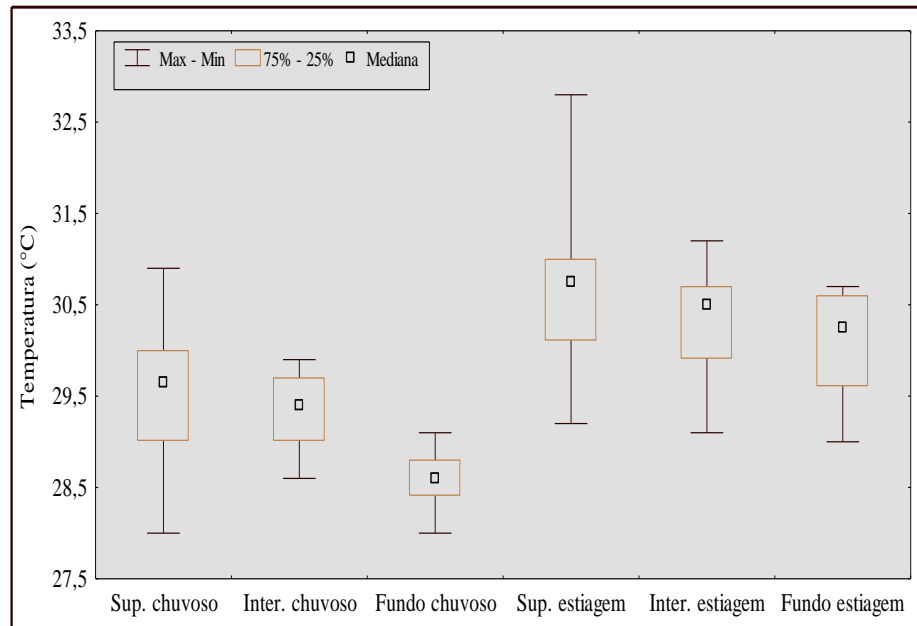 33,5
Max - Min 75% - 25% Mediana
32,5
31,5
30,5
29,5
28,5
27,5
Temperatura (°C)
Sup. chuvoso Inter. chuvoso Fundo chuvoso Sup. estiagem Inter. estiagem Fundo estiagem